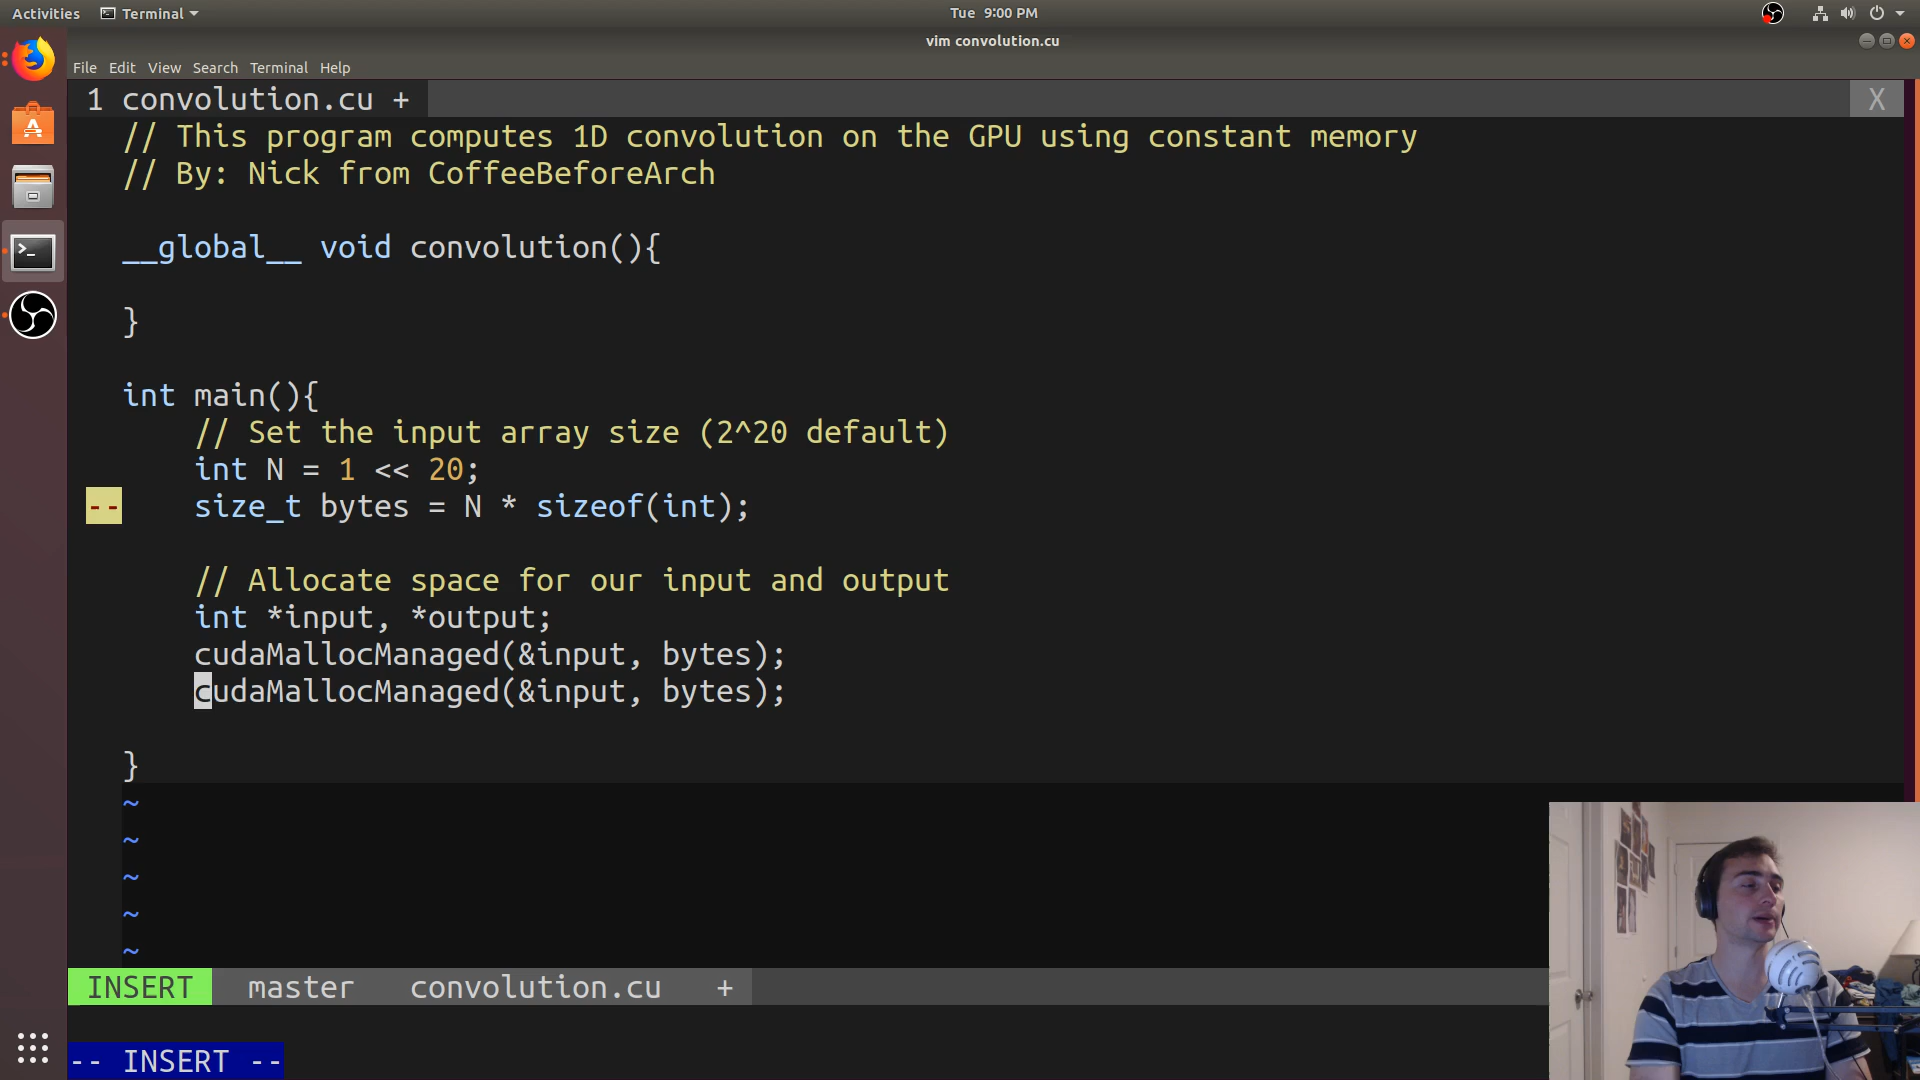 Activities Terminal Tue 9:00 PM
vim convolution.cu
File Edit View Search Terminal Help
1 convolution.cu + X
// This program computes 1D convolution on the GPU using constant memory
// By: Nick from CoffeeBeforeArch
__global__ void convolution(){
}
int main(){
// Set the input array size (2^20 default)
int N = 1 << 20;
-- size_t bytes = N * sizeof(int);
// Allocate space for our input and output
int *input, *output;
cudaMallocManaged(&input, bytes);
cudaMallocManaged(&input, bytes);
}
~
~
~
~
~
INSERT master convolution.cu +
-- INSERT --